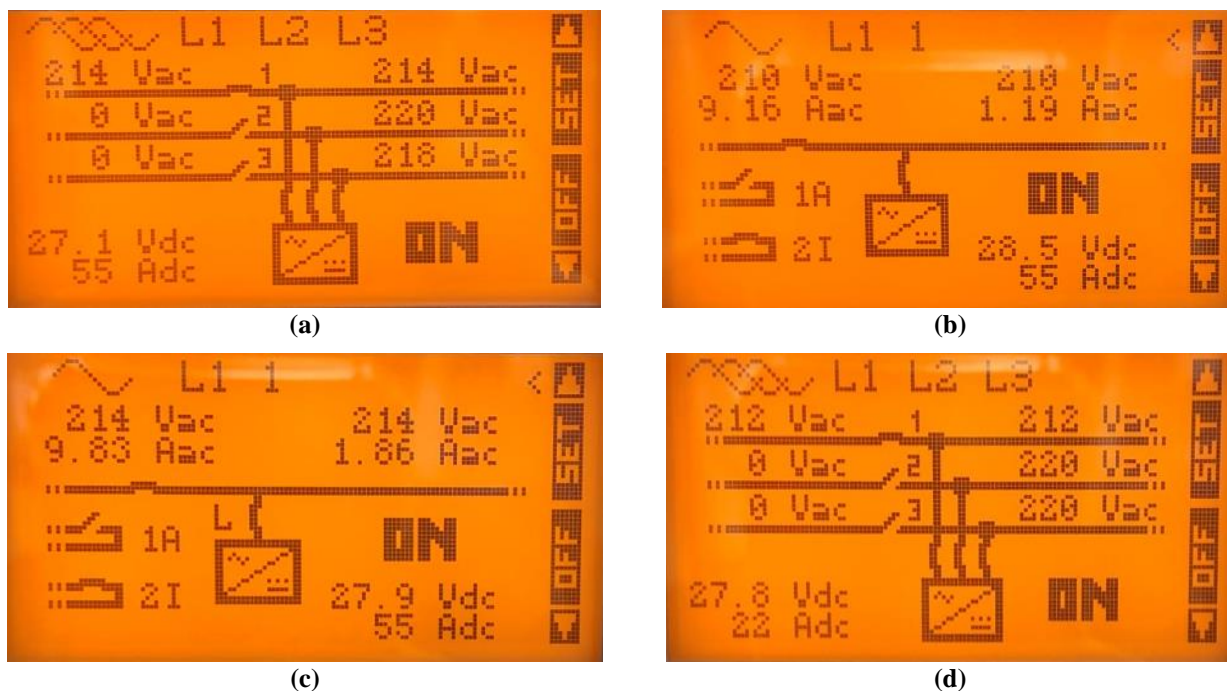 L1 L2 L3
214 Vac 1 214 Vac
0 Vac 2 220 Vac
0 Vac 3 218 Vac
27.1 Vdc
55 Adc
ON
SET
OFF
(a)
L1 1 <
210 Vac 210 Vac
9.16 Aac 1.19 Aac
1A
ON
2I
28.5 Vdc
55 Adc
SET
OFF
(b)
L1 1 <
214 Vac 214 Vac
9.83 Aac 1.86 Aac
L
1A
ON
2I
27.9 Vdc
55 Adc
SET
OFF
(c)
L1 L2 L3
212 Vac 1 212 Vac
0 Vac 2 220 Vac
0 Vac 3 220 Vac
27.8 Vdc
22 Adc
ON
SET
OFF
(d)